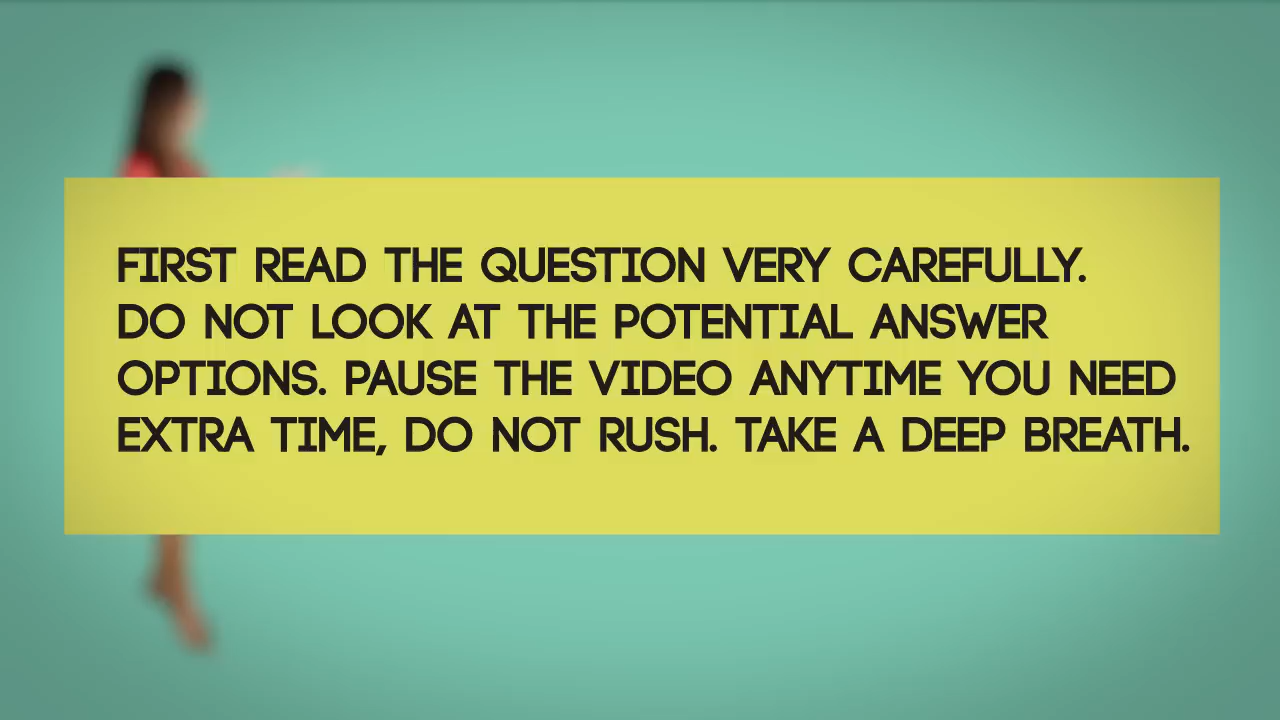 FIRST READ THE QUESTION VERY CAREFULLY.
DO NOT LOOK AT THE POTENTIAL ANSWER
OPTIONS. PAUSE THE VIDEO ANYTIME YOU NEED
EXTRA TIME, DO NOT RUSH. TAKE A DEEP BREATH.